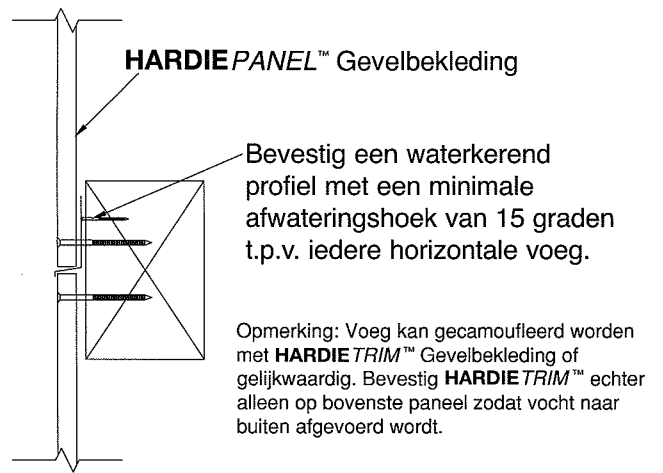 HARDIEPANEL™ Gevelbekleding
Bevestig een waterkerend
profiel met een minimale
afwateringshoek van 15 graden
t.p.v. iedere horizontale voeg.
Opmerking: Voeg kan gecamoufleerd worden
met HARDIETRIM™ Gevelbekleding of
gelijkwaardig. Bevestig HARDIETRIM™ echter
alleen op bovenste paneel zodat vocht naar
buiten afgevoerd wordt.